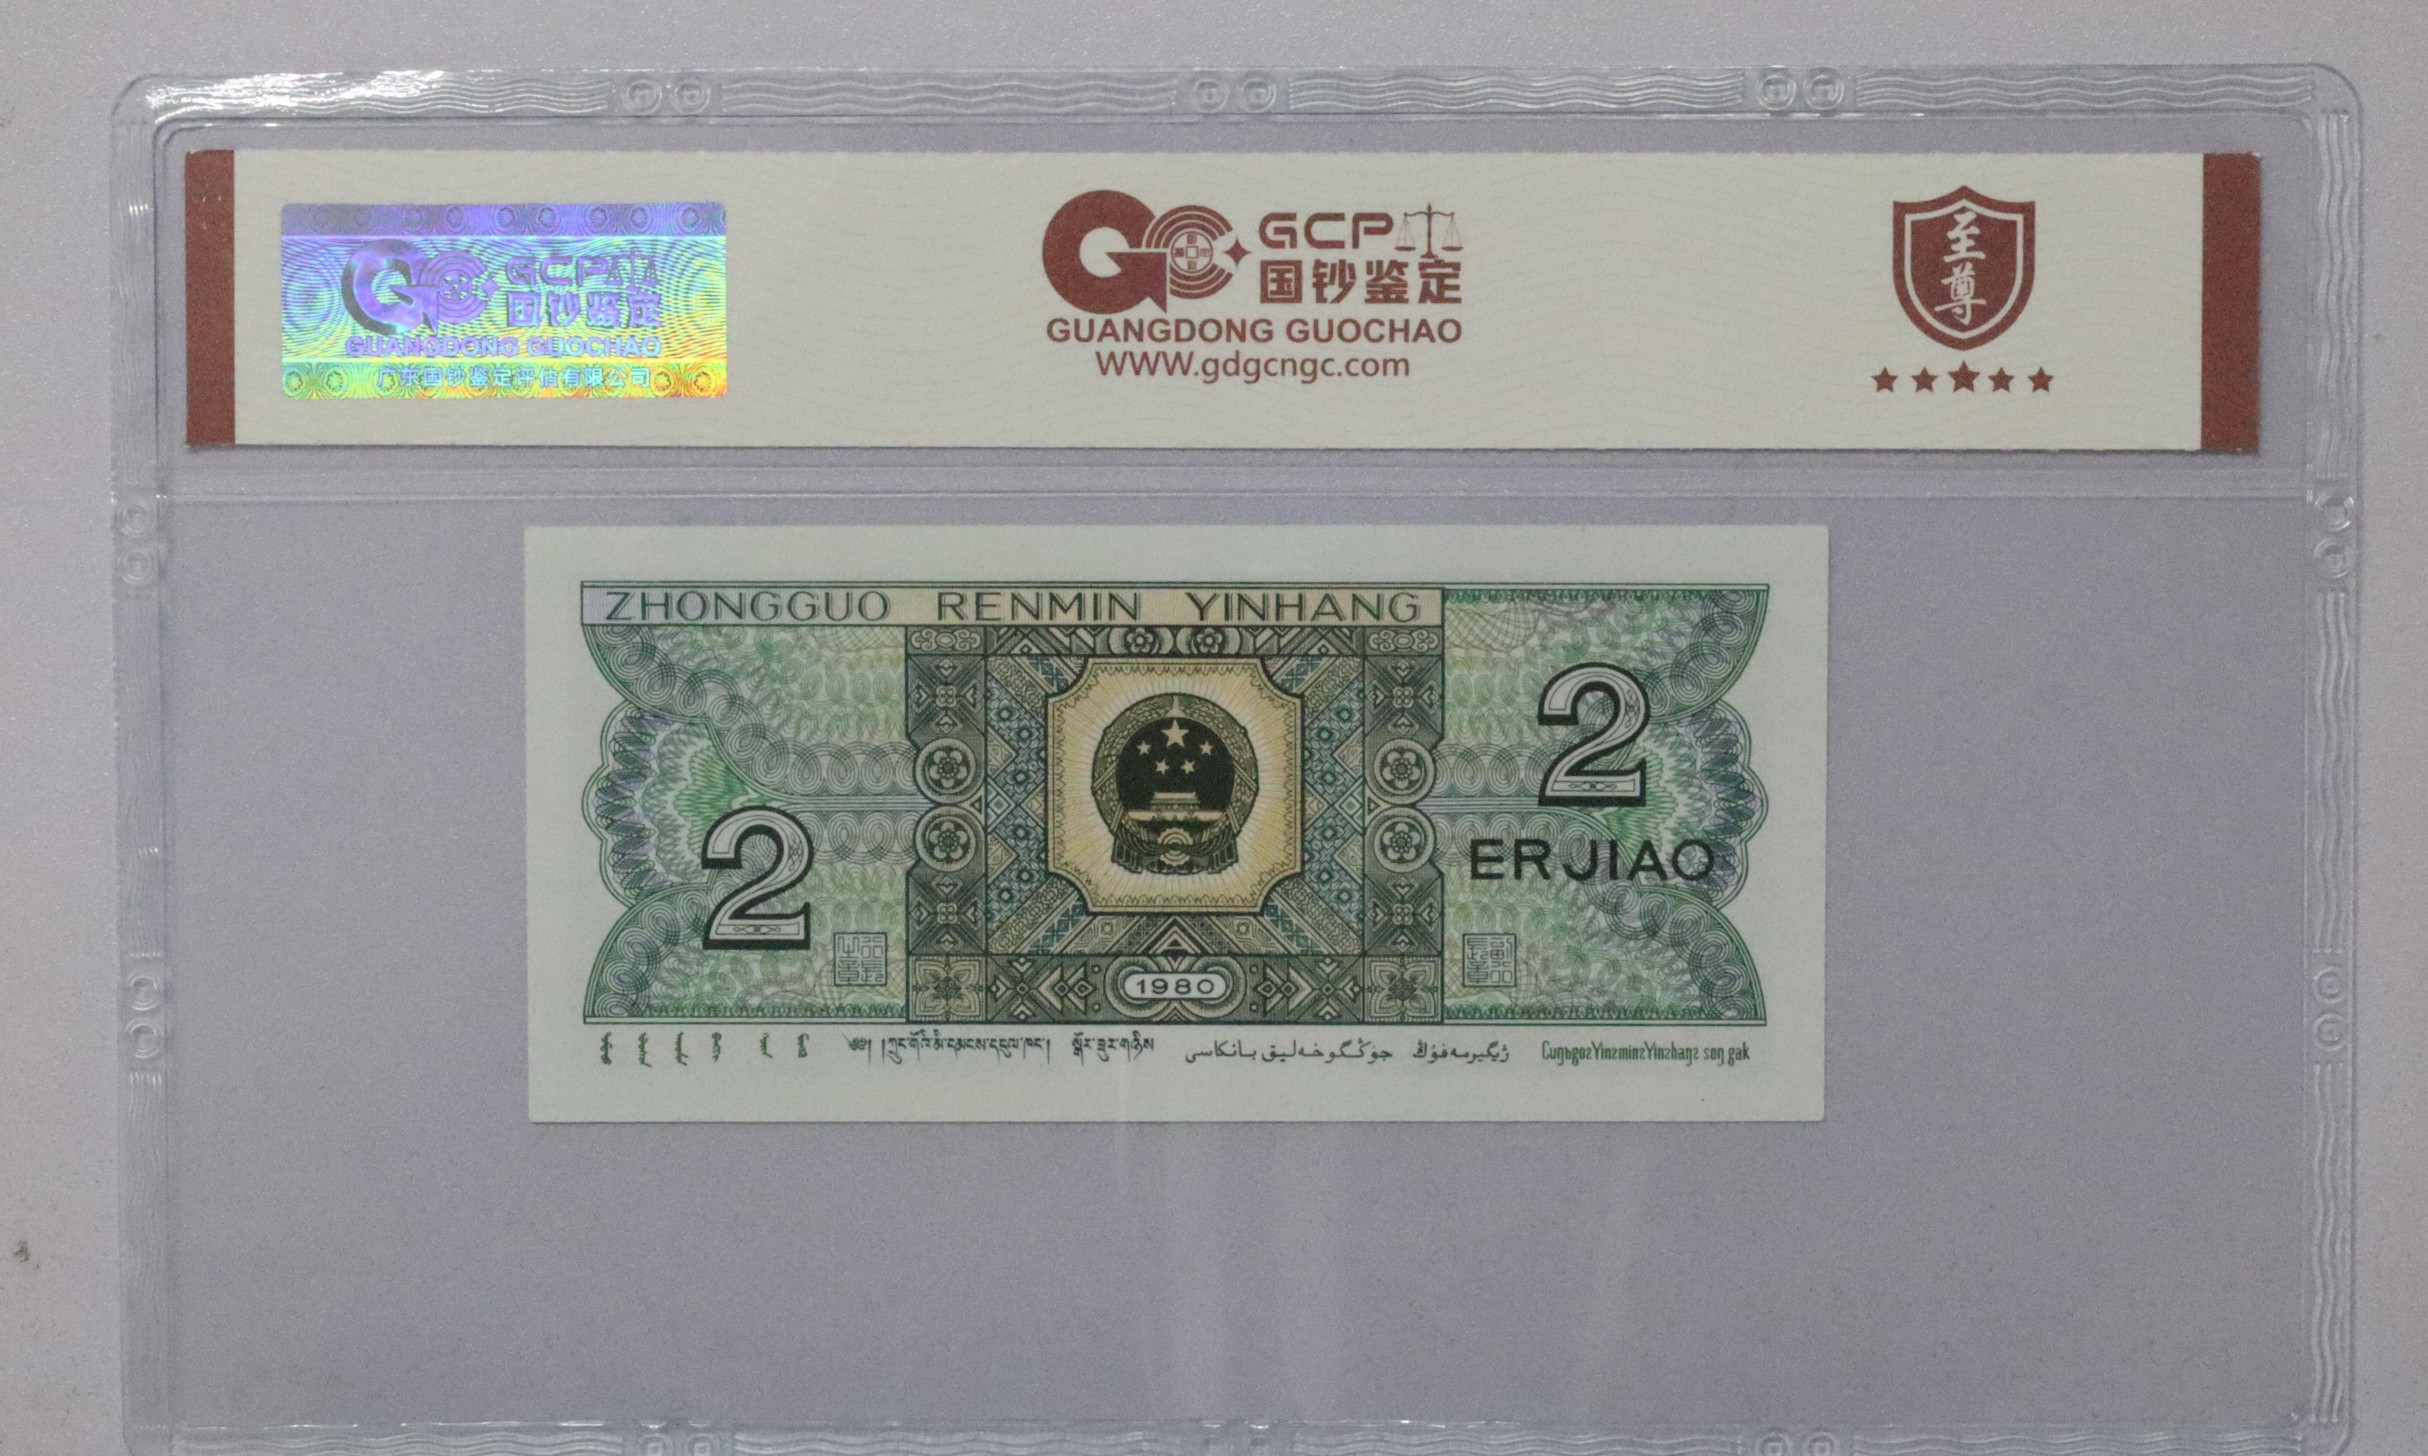 GCP
国钞鉴定
GUANGDONG GUOCHAO
广东国钞鉴定评估有限公司
GCP
国钞鉴定
GUANGDONG GUOCHAO
WWW.gdgcngc.com
至尊
ZHONGGUO RENMIN YINHANG
2
2
ERJIAO
1980
جۇڭگوخەلىق بانكاسى
Cuŋƅgoƨ Yinƨminƨ Yinƨhaŋƨ soŋ gak